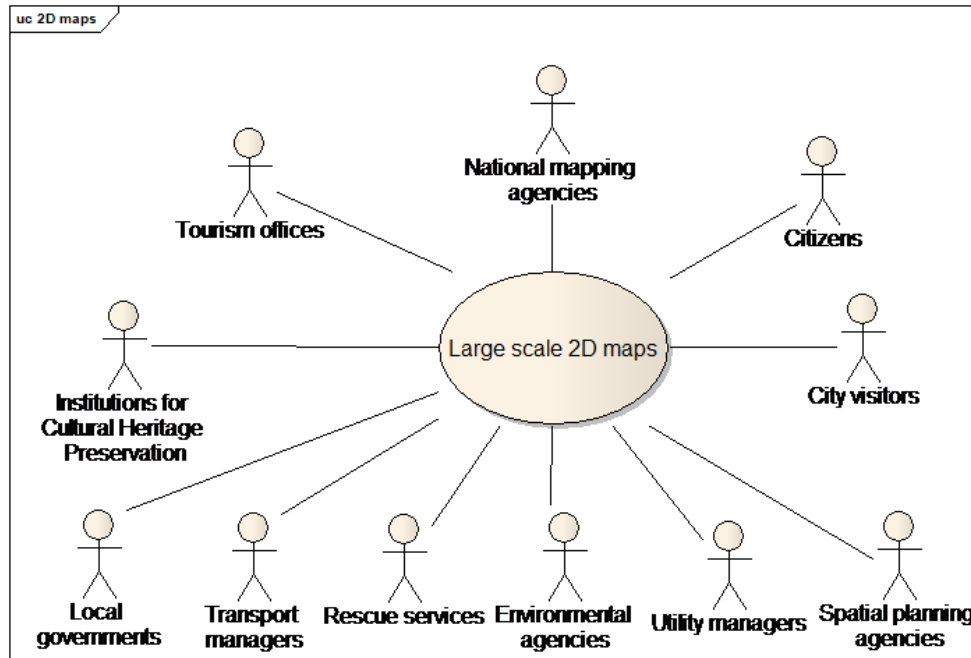 uc 2D maps
National mapping
agencies
Tourism offices
Citizens
Large scale 2D maps
City visitors
Institutions for
Cultural Heritage
Preservation
Local
governments
Transport
managers
Rescue services
Environmental
agencies
Utility managers
Spatial planning
agencies